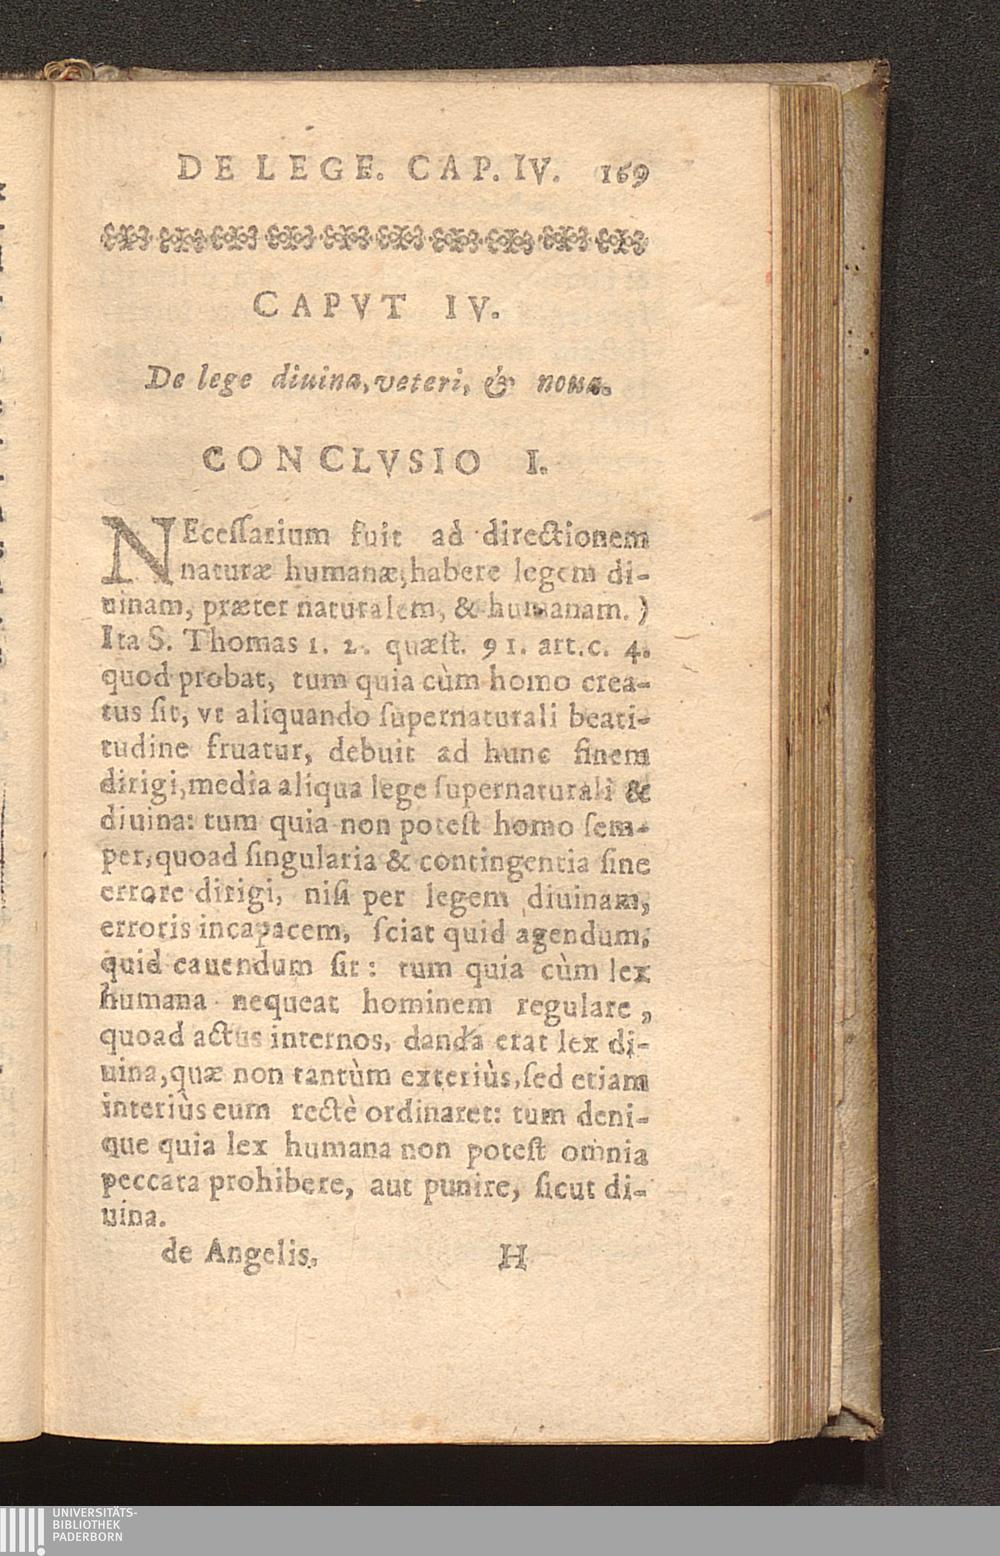 DE LEGE. CAP. IV. 169
CAPVT IV.
De lege diuina, veteri, & noua.
CONCLVSIO I.
NEceſſarium fuit ad directionem
naturæ humanæ, habere legem di-
uinam, præter naturalem, & humanam.)
Ita S. Thomas 1. 2. quæſt. 91. art. c. 4.
quod probat, tum quia cùm homo crea-
tus ſit, vt aliquando ſupernaturali beati-
tudine fruatur, debuit ad hunc finem
dirigi, media aliqua lege ſupernaturali &
diuina: tum quia non poteſt homo ſem-
per, quoad ſingularia & contingentia ſine
errore dirigi, niſi per legem diuinam,
erroris incapacem, ſciat quid agendum,
quid cauendum ſit: tum quia cùm lex
humana nequeat hominem regulare,
quoad actus internos, danda erat lex di-
uina, quæ non tantùm exteriùs, ſed etiam
interiùs eum rectè ordinaret: tum deni-
que quia lex humana non poteſt omnia
peccata prohibere, aut punire, ſicut di-
uina.
de Angelis. H
UNIVERSITÄTS-
BIBLIOTHEK
PADERBORN